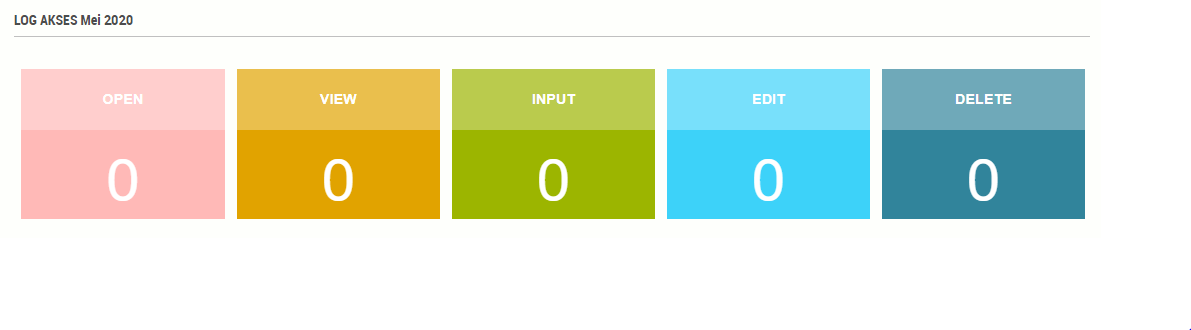 LOG AKSES Mei 2020
OPEN VIEW INPUT EDIT DELETE
0 0 0 0 0